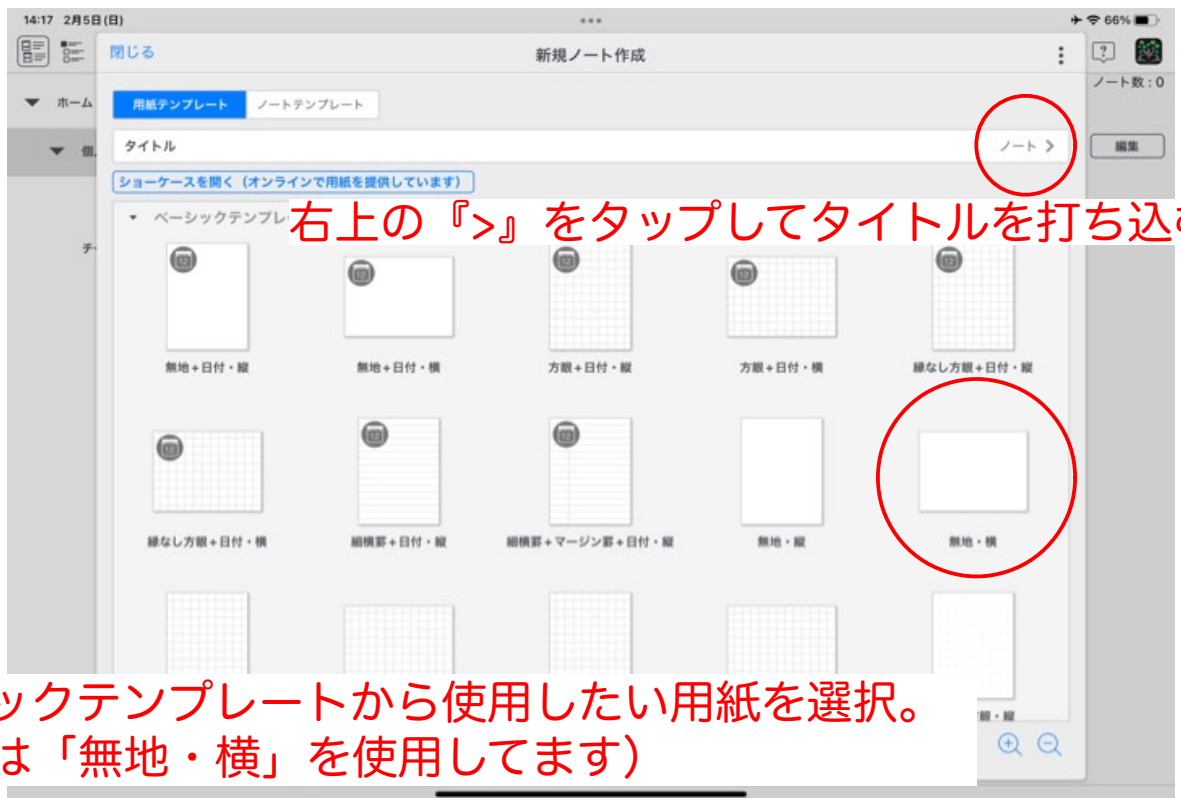 14:17 2月5日(日)
66%
閉じる
新規ノート作成
ノート数:0
ホーム
用紙テンプレート ノートテンプレート
個
タイトル
ノート >
編集
ショーケースを開く(オンラインで用紙を提供しています)
ベーシックテンプレ
右上の『>』をタップしてタイトルを打ち込
チ
無地+日付・縦
無地+日付・横
方眼+日付・縦
方眼+日付・横
縁なし方眼+日付・縦
縁なし方眼+日付・横
細横罫+日付・縦
細横罫+マージン罫+日付・縦
無地・縦
無地・横
ックテンプレートから使用したい用紙を選択。
眼・縦
は「無地・横」を使用してます)